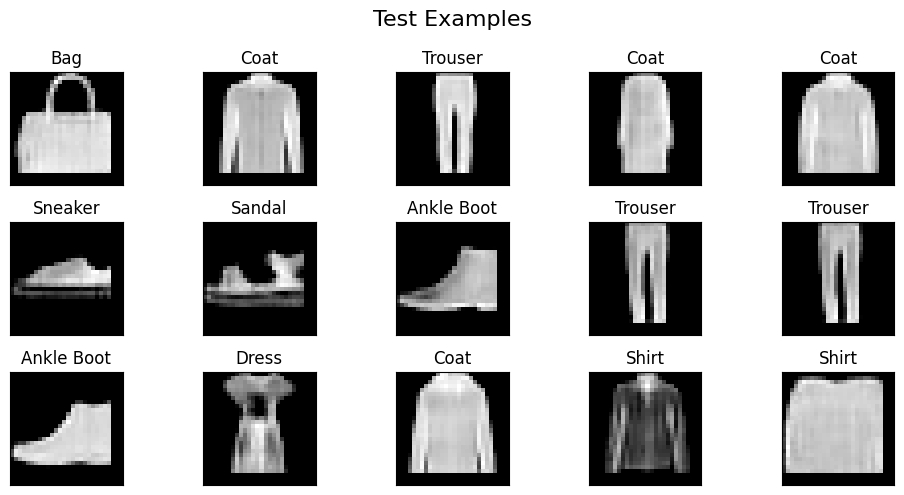 Test Examples
Bag Coat Trouser Coat Coat
Sneaker Sandal Ankle Boot Trouser Trouser
Ankle Boot Dress Coat Shirt Shirt